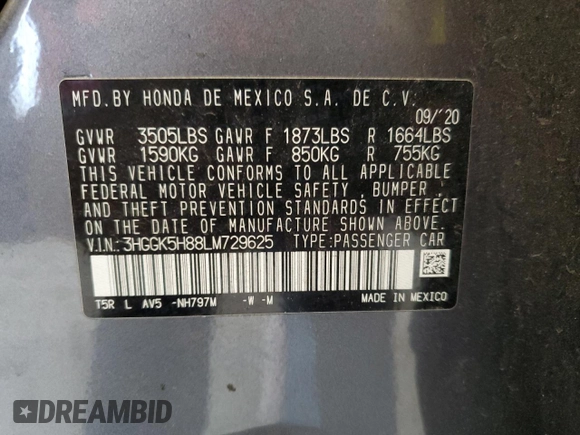 MFD.BY HONDA DE MEXICO S.A. DE C.V.
09/'20
GVWR 3505LBS GAWR F 1873LBS R 1664LBS
GVWR 1590KG GAWR F 850KG R 755KG
THIS VEHICLE CONFORMS TO ALL APPLICABLE
FEDERAL MOTOR VEHICLE SAFETY , BUMPER ,
AND THEFT PREVENTION STANDARDS IN EFFECT
ON THE DATE OF MANUFACTURE SHOWN ABOVE.
V.I.N.: 3HGGK5H88LM729625 TYPE:PASSENGER CAR
T5R L AV5 -NH797M -W -M MADE IN MEXICO
DREAMBID